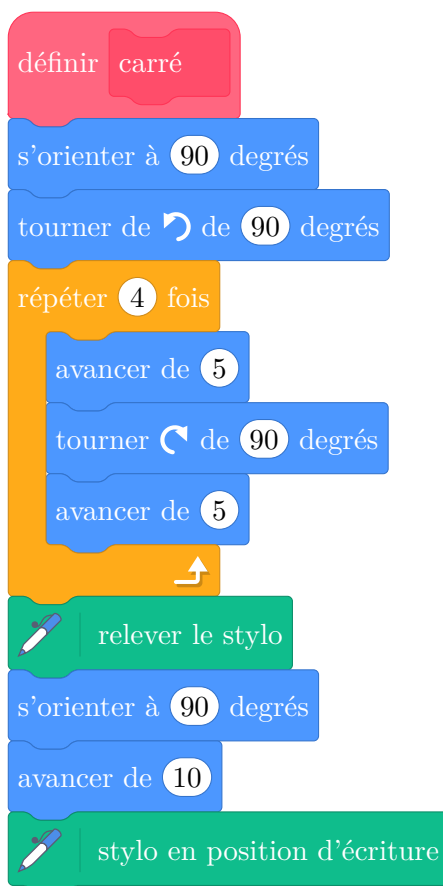 définir carré
s'orienter à 90 degrés
tourner de de 90 degrés
répéter 4 fois
avancer de 5
tourner de 90 degrés
avancer de 5
relever le stylo
s'orienter à 90 degrés
avancer de 10
stylo en position d'écriture